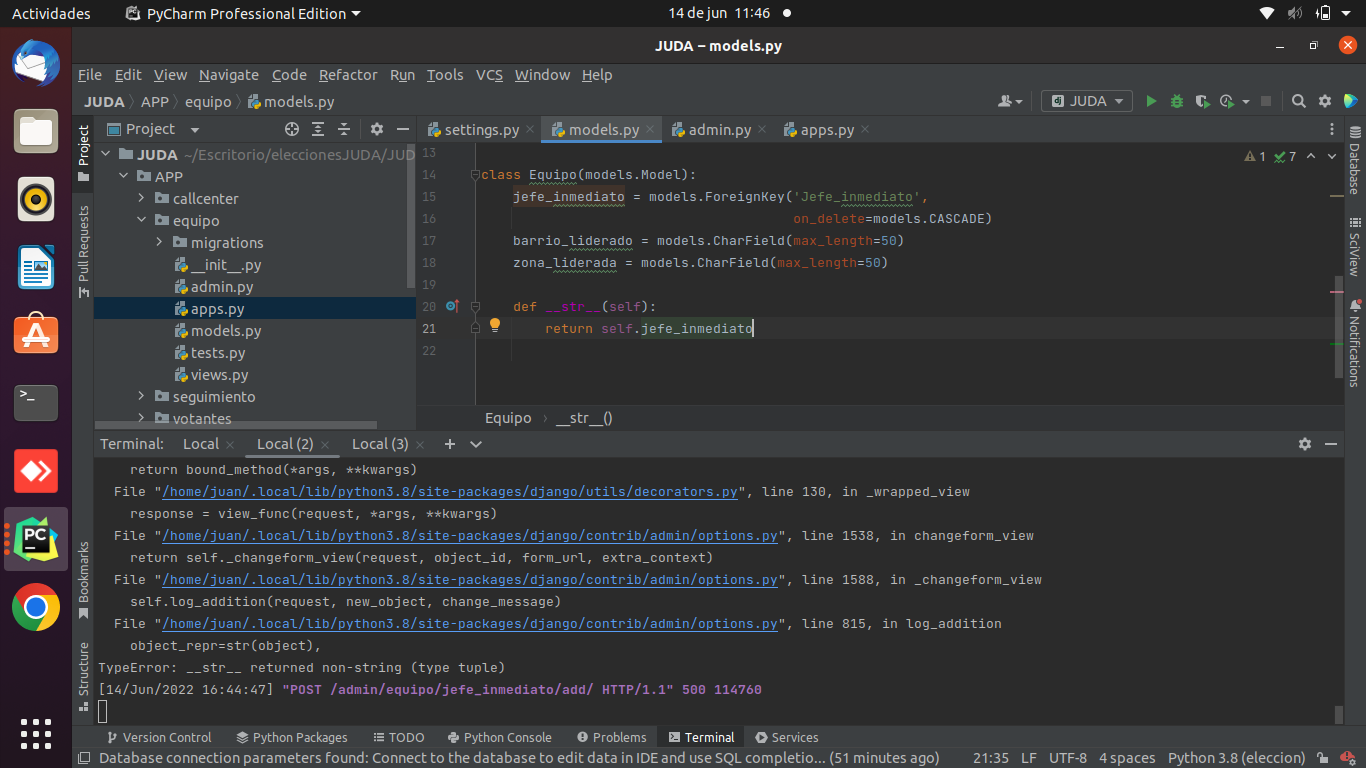 Actividades PyCharm Professional Edition 14 de jun 11:46
JUDA – models.py
File Edit View Navigate Code Refactor Run Tools VCS Window Help
JUDA APP equipo models.py JUDA
Project settings.py models.py admin.py apps.py
JUDA ~/Escritorio/eleccionesJUDA/JUD
APP
callcenter
equipo
migrations
__init__.py
admin.py
apps.py
models.py
tests.py
views.py
seguimiento
votantes
Project
Pull Requests
Bookmarks
Structure
13
14 class Equipo(models.Model):
15 jefe_inmediato = models.ForeignKey('Jefe_inmediato',
16 on_delete=models.CASCADE)
17 barrio_liderado = models.CharField(max_length=50)
18 zona_liderada = models.CharField(max_length=50)
19
20 def __str__(self):
21 return self.jefe_inmediato
22
1 7
Equipo __str__()
Database
SciView
Notifications
Terminal: Local Local (2) Local (3)
return bound_method(*args, **kwargs)
File "/home/juan/.local/lib/python3.8/site-packages/django/utils/decorators.py", line 130, in _wrapped_view
response = view_func(request, *args, **kwargs)
File "/home/juan/.local/lib/python3.8/site-packages/django/contrib/admin/options.py", line 1538, in changeform_view
return self._changeform_view(request, object_id, form_url, extra_context)
File "/home/juan/.local/lib/python3.8/site-packages/django/contrib/admin/options.py", line 1588, in _changeform_view
self.log_addition(request, new_object, change_message)
File "/home/juan/.local/lib/python3.8/site-packages/django/contrib/admin/options.py", line 815, in log_addition
object_repr=str(object),
TypeError: __str__ returned non-string (type tuple)
[14/Jun/2022 16:44:47] "POST /admin/equipo/jefe_inmediato/add/ HTTP/1.1" 500 114760
Version Control Python Packages TODO Python Console Problems Terminal Services
Database connection parameters found: Connect to the database to edit data in IDE and use SQL completio... (51 minutes ago) 21:35 LF UTF-8 4 spaces Python 3.8 (eleccion)